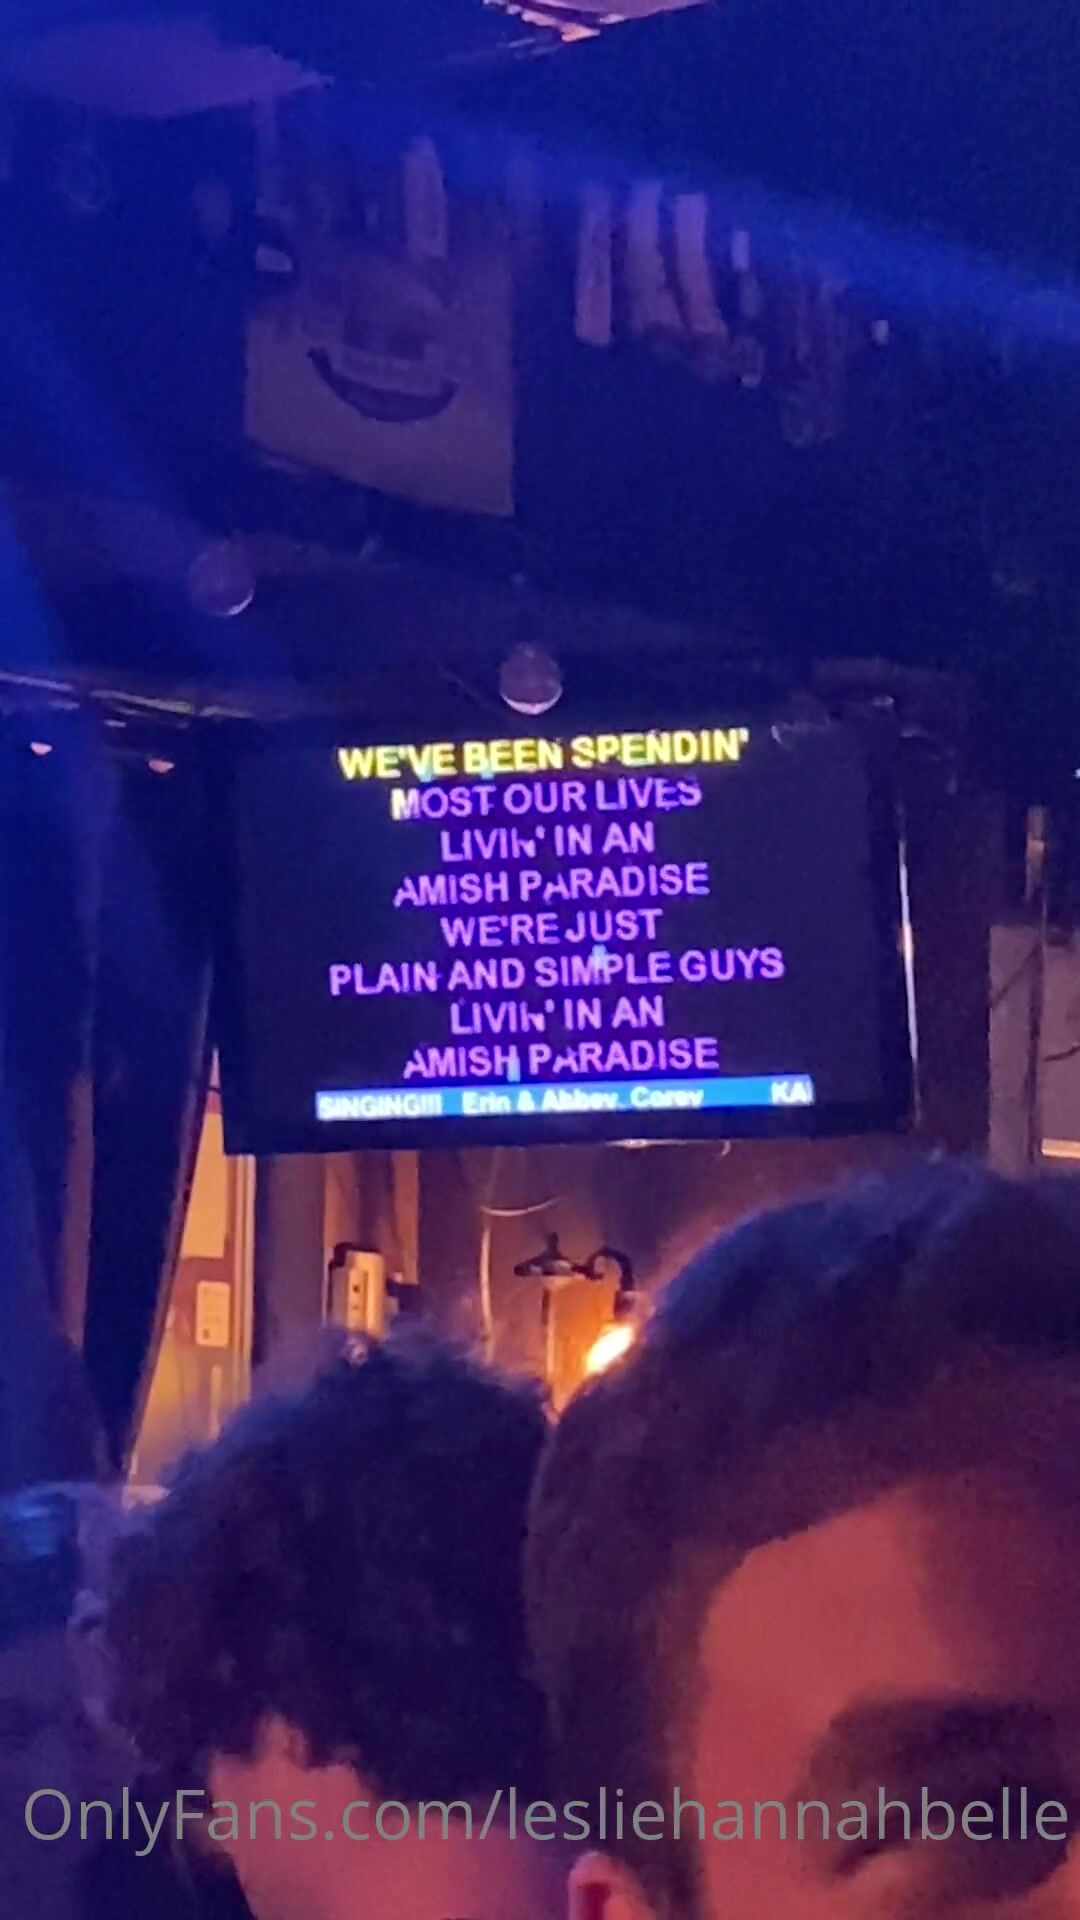 WE'VE BEEN SPENDIN'
MOST OUR LIVES
LIVIN' IN AN
AMISH PARADISE
WE'RE JUST
PLAIN AND SIMPLE GUYS
LIVIN' IN AN
AMISH PARADISE
SINGING!!! Erin & Abbey, Corey KA
OnlyFans.com/lesliehannahbelle